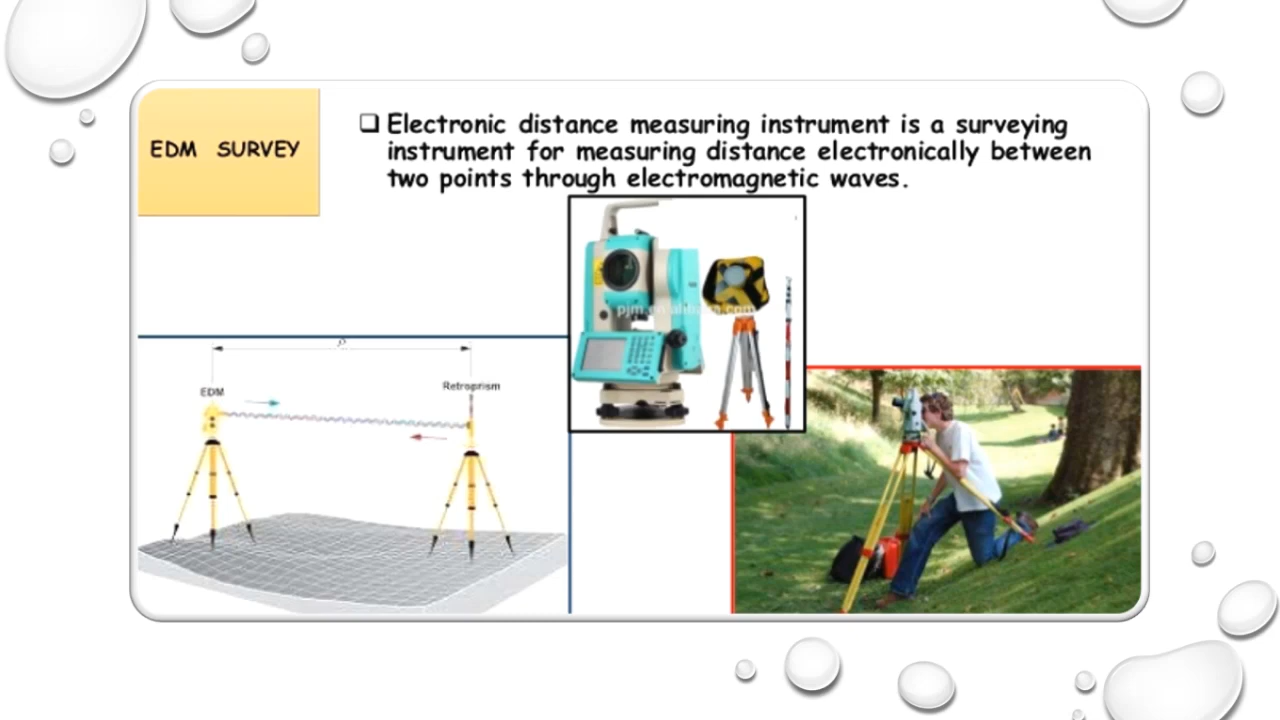 EDM SURVEY
❑ Electronic distance measuring instrument is a surveying
instrument for measuring distance electronically between
two points through electromagnetic waves.
EDM
Retroprism